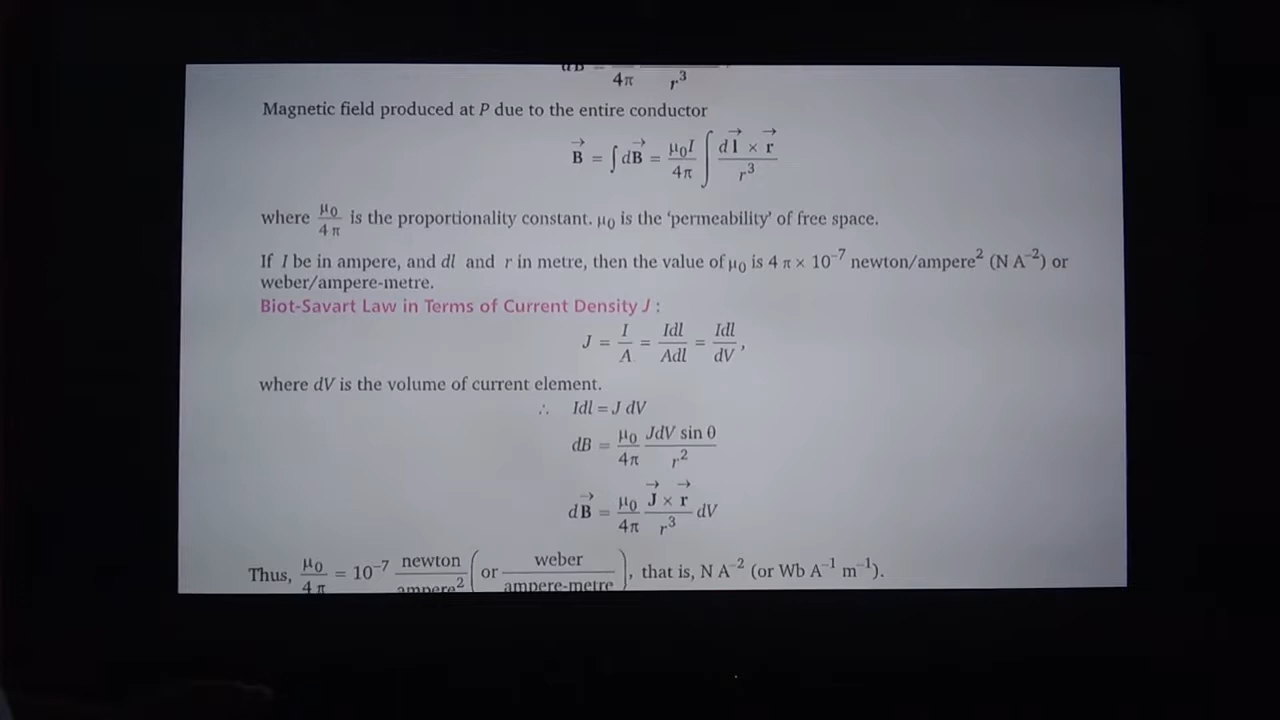 dB = 4π r³
Magnetic field produced at P due to the entire conductor
B⃗ = ∫ dB⃗ = μ₀I / 4π ∫ dl⃗ × r⃗ / r³
where μ₀ / 4π is the proportionality constant. μ₀ is the ‘permeability’ of free space.
If I be in ampere, and dl and r in metre, then the value of μ₀ is 4 π × 10⁻⁷ newton/ampere² (N A⁻²) or
weber/ampere-metre.
Biot-Savart Law in Terms of Current Density J :
J = I / A = Idl / Adl = Idl / dV ,
where dV is the volume of current element.
∴ Idl = J dV
dB = μ₀ / 4π JdV sin θ / r²
dB⃗ = μ₀ / 4π J⃗ × r⃗ / r³ dV
Thus, μ₀ / 4 π = 10⁻⁷ newton / ampere² (or weber / ampere-metre), that is, N A⁻² (or Wb A⁻¹ m⁻¹).